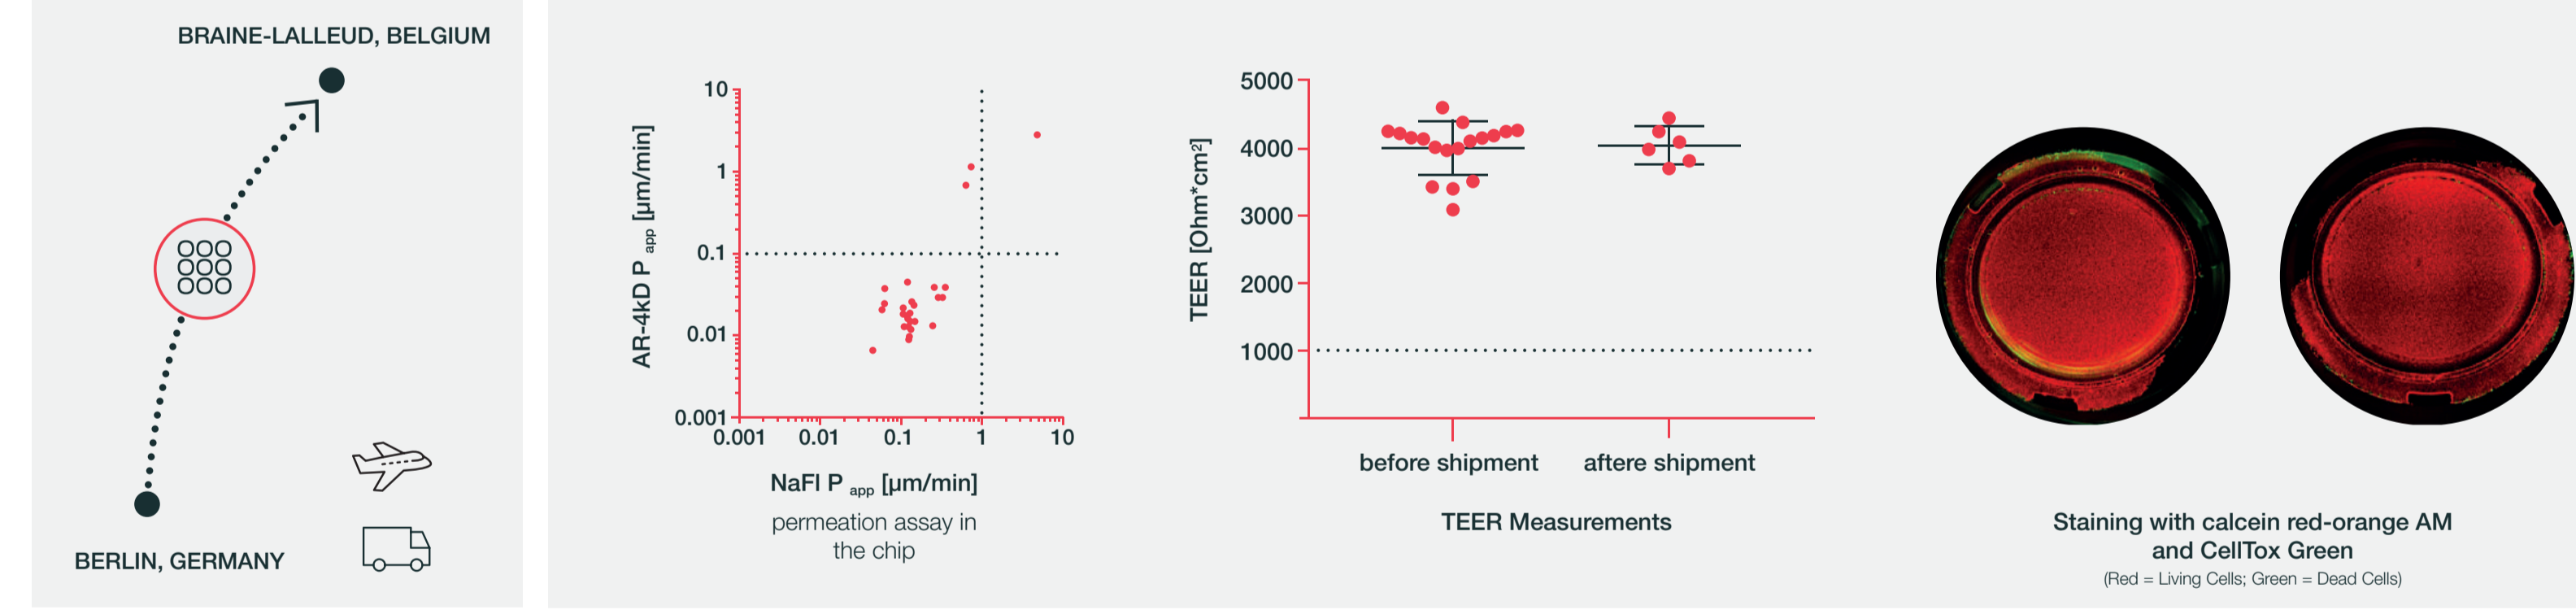 BRAINE-LALLEUD, BELGIUM
BERLIN, GERMANY
AR-4kD P app [µm/min]
10
1
0.1
0.01
0.001
0.001 0.01 0.1 1 10
NaFl P app [µm/min]
permeation assay in
the chip
TEER [Ohm*cm²]
5000
4000
3000
2000
1000
before shipment
aftere shipment
TEER Measurements
Staining with calcein red-orange AM
and CellTox Green
(Red = Living Cells; Green = Dead Cells)